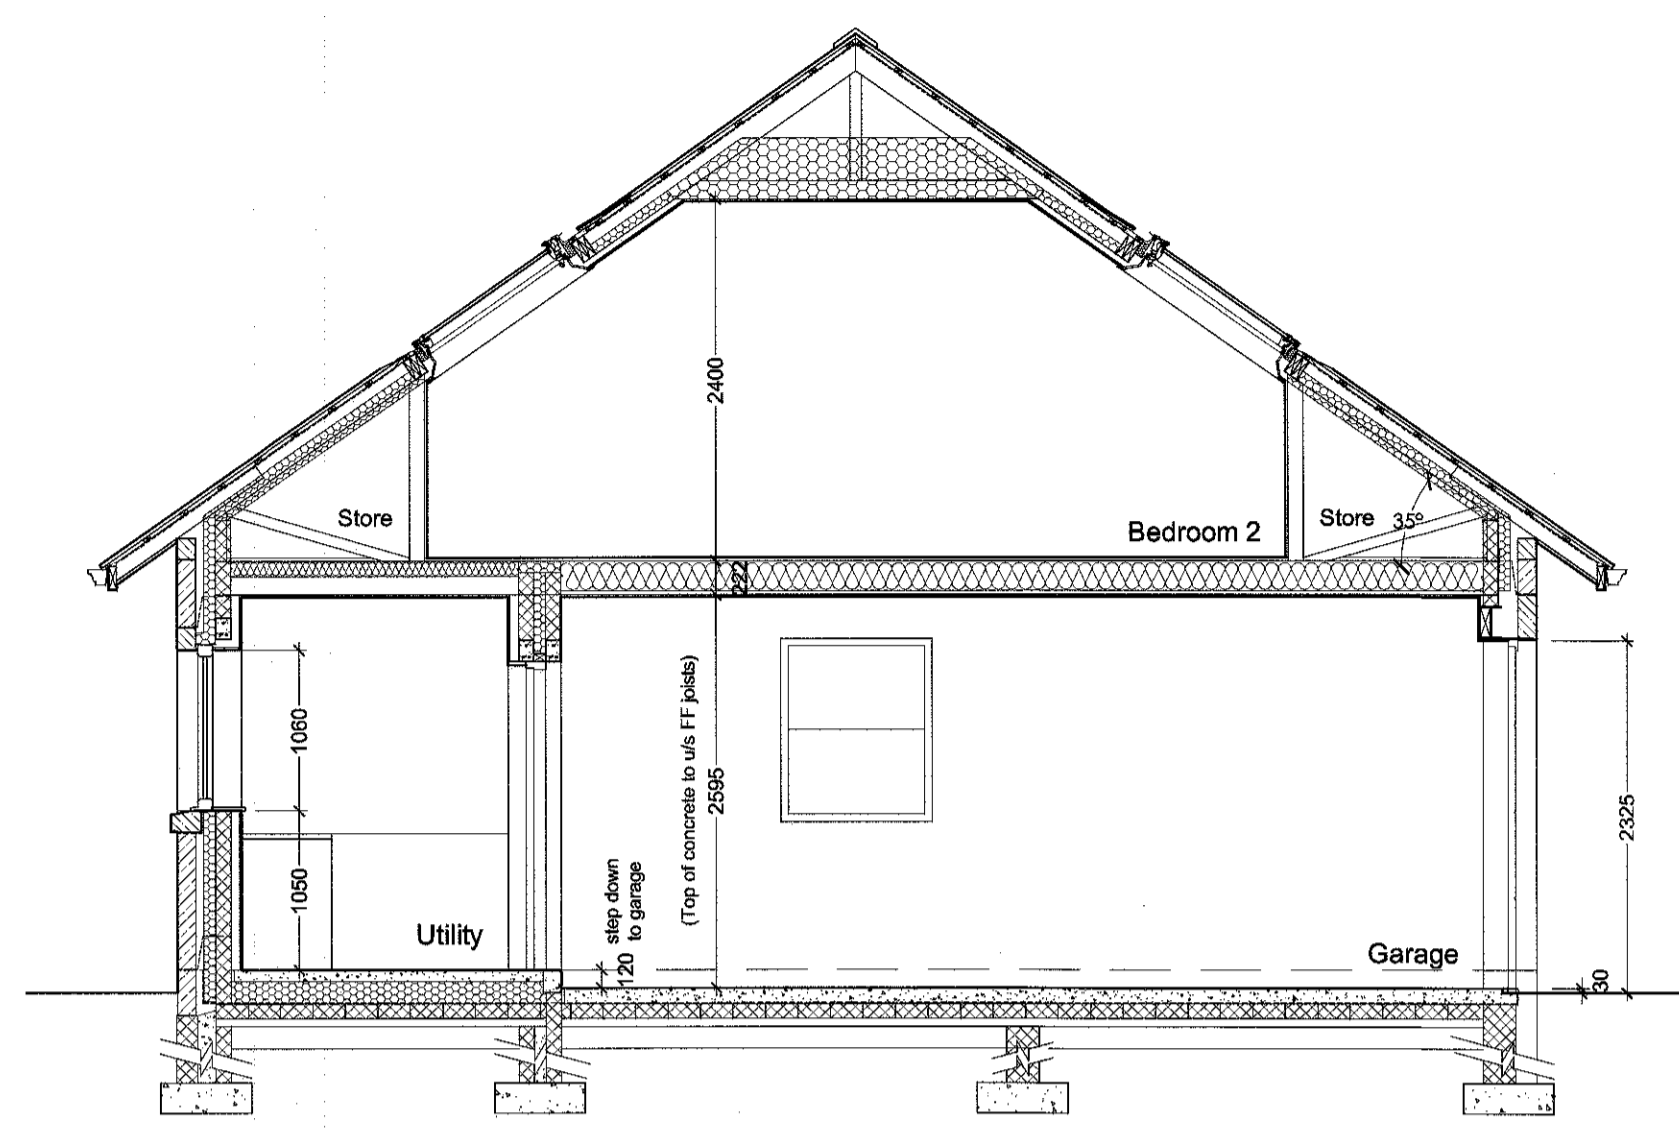 2400
Store
Bedroom 2
Store
35°
222
1060
2595
(Top of concrete to u/s FF joists)
2325
1050
step down
to garage
120
Utility
Garage
30